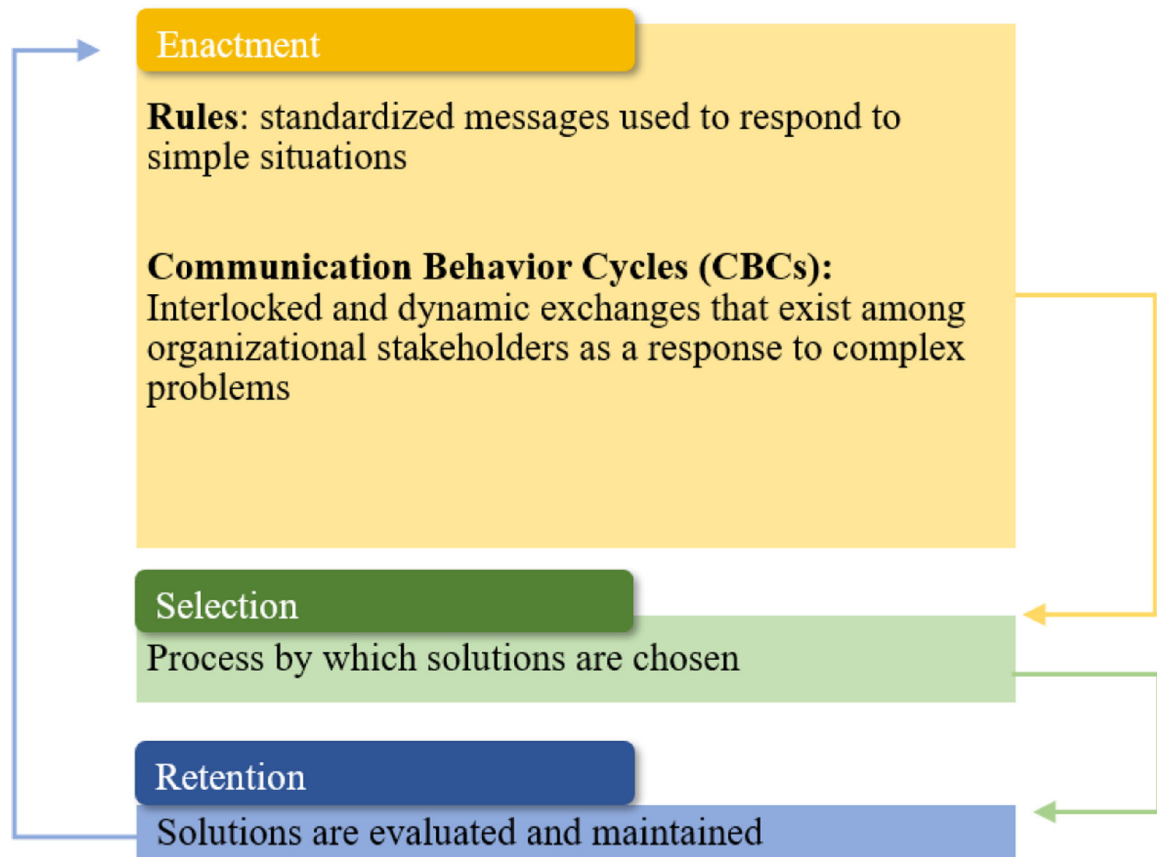 Enactment
Rules: standardized messages used to respond to
simple situations
Communication Behavior Cycles (CBCs):
Interlocked and dynamic exchanges that exist among
organizational stakeholders as a response to complex
problems
Selection
Process by which solutions are chosen
Retention
Solutions are evaluated and maintained